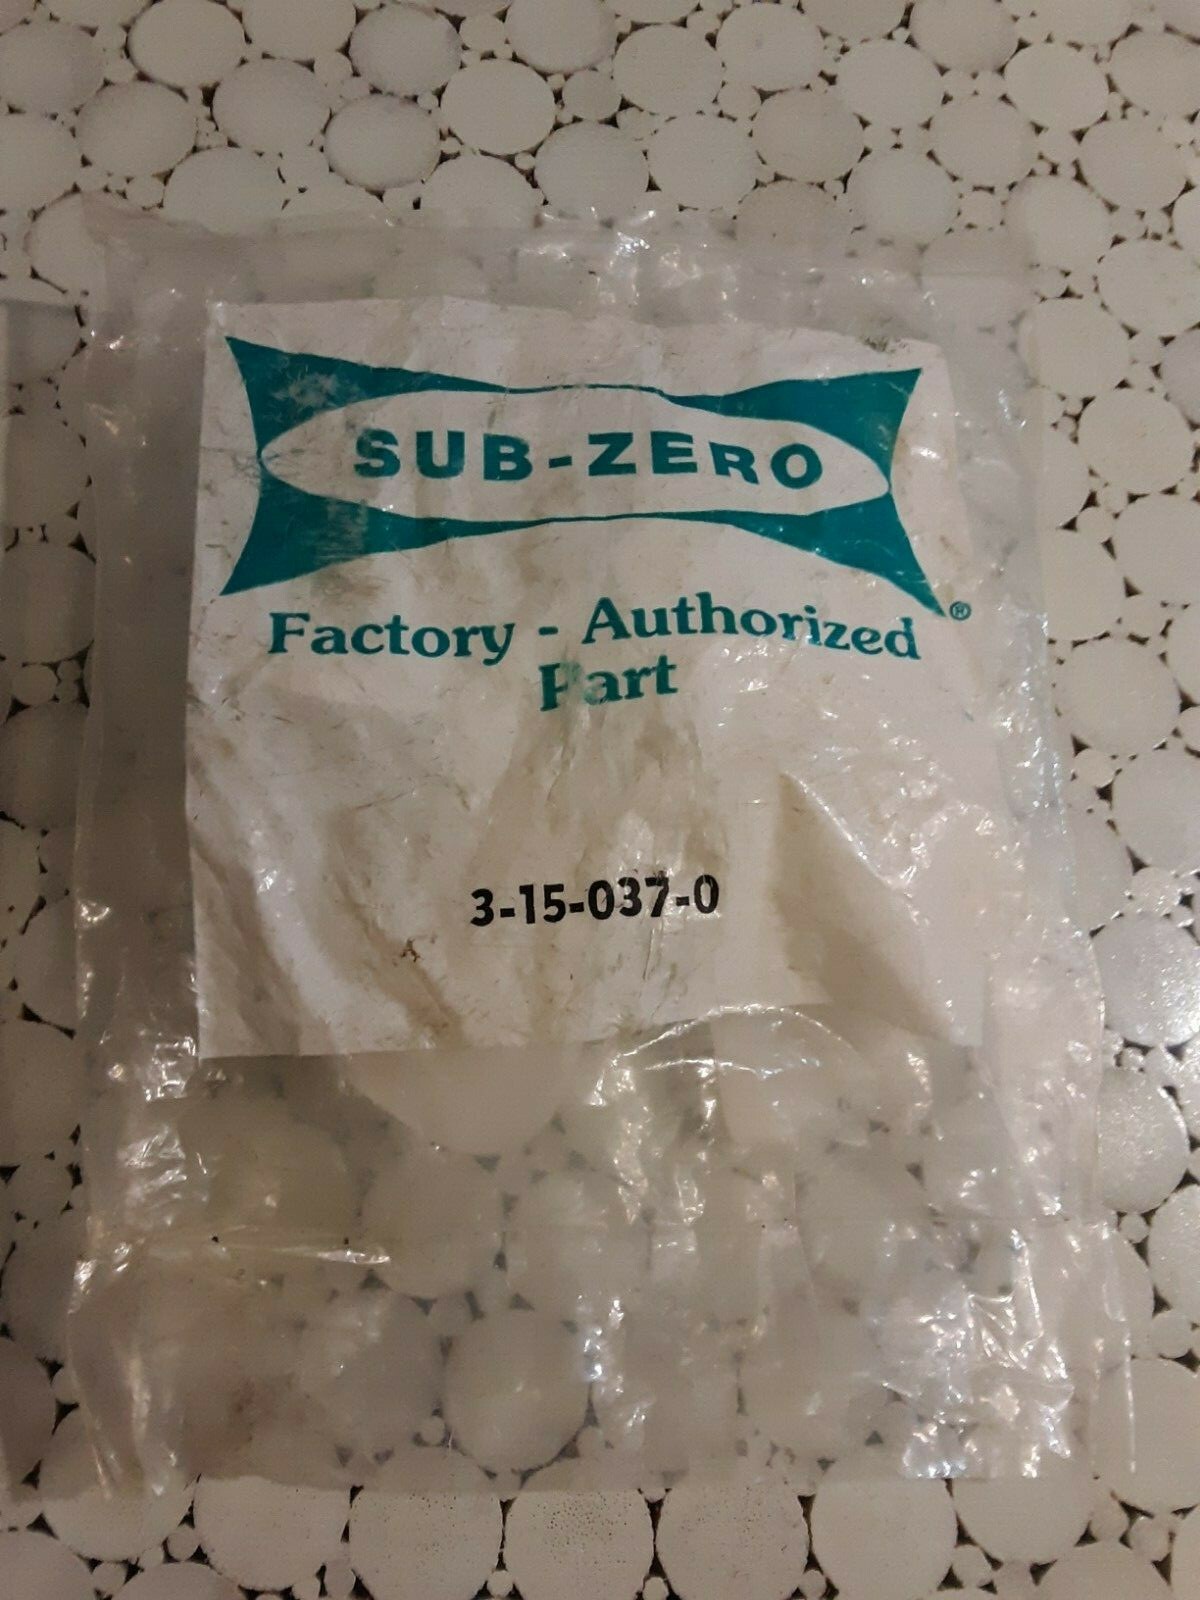 SUB-ZERO
®
Factory - Authorized
Part
3-15-037-0